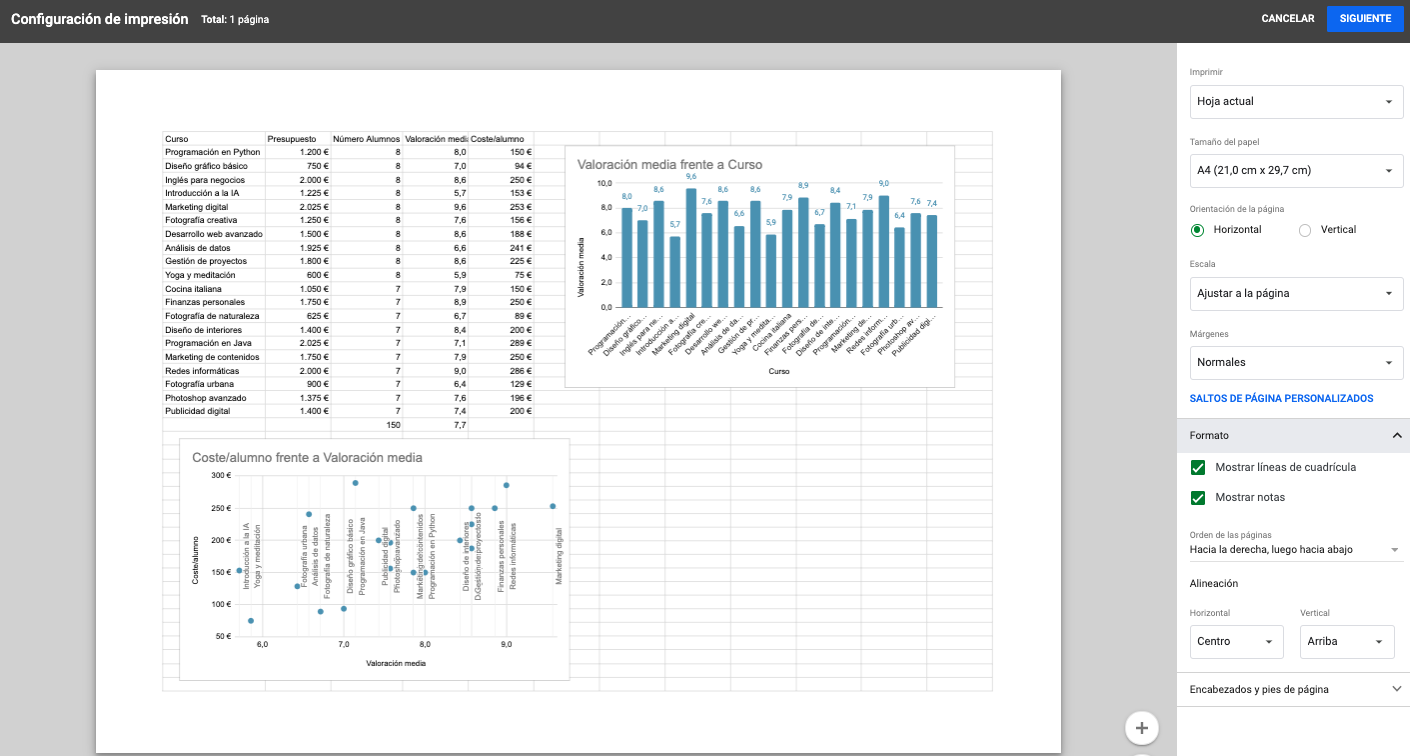 Configuración de impresión Total: 1 página
CANCELAR SIGUIENTE
Curso Presupuesto Número Alumnos Valoración medi Coste/alumno
Programación en Python 1.200 € 8 8,0 150 €
Diseño gráfico básico 750 € 8 7,0 94 €
Inglés para negocios 2.000 € 8 8,6 250 €
Introducción a la IA 1.225 € 8 5,7 153 €
Marketing digital 2.025 € 8 9,6 253 €
Fotografía creativa 1.250 € 8 7,6 156 €
Desarrollo web avanzado 1.500 € 8 8,6 188 €
Análisis de datos 1.925 € 8 6,6 241 €
Gestión de proyectos 1.800 € 8 8,6 225 €
Yoga y meditación 600 € 8 5,9 75 €
Cocina italiana 1.050 € 7 7,9 150 €
Finanzas personales 1.750 € 7 8,9 250 €
Fotografía de naturaleza 625 € 7 6,7 89 €
Diseño de interiores 1.400 € 7 8,4 200 €
Programación en Java 2.025 € 7 7,1 289 €
Marketing de contenidos 1.750 € 7 7,9 250 €
Redes informáticas 2.000 € 7 9,0 286 €
Fotografía urbana 900 € 7 6,4 129 €
Photoshop avanzado 1.375 € 7 7,6 196 €
Publicidad digital 1.400 € 7 7,4 200 €
150 7,7
Valoración media frente a Curso
Valoración media
10,0
8,0
6,0
4,0
2,0
0,0
8,0 7,0 8,6 5,7 9,6 7,6 8,6 6,6 8,6 5,9 7,9 8,9 6,7 8,4 7,1 7,9 9,0 6,4 7,6 7,4
Programación...
Diseño gráfico...
Inglés para ne...
Introducción a...
Marketing digital
Fotografía cre...
Desarrollo we...
Análisis de da...
Gestión de pr...
Yoga y medita...
Cocina italiana
Finanzas pers...
Fotografía de...
Diseño de inte...
Programación...
Marketing de...
Redes inform...
Fotografía urb...
Photoshop av...
Publicidad digi...
Curso
Coste/alumno frente a Valoración media
Coste/alumno
300 €
250 €
200 €
150 €
100 €
50 €
Introducción a la IA
Yoga y meditación
Fotografía urbana
Análisis de datos
Fotografía de naturaleza
Diseño gráfico básico
Programación en Java
Publicidad digital
Photoshop avanzado
Programación en Python
Diseño de interiores
Finanzas personales
Redes informáticas
Marketing digital
6,0 7,0 8,0 9,0
Valoración media
Imprimir
Hoja actual
Tamaño del papel
A4 (21,0 cm x 29,7 cm)
Orientación de la página
Horizontal Vertical
Escala
Ajustar a la página
Márgenes
Normales
SALTOS DE PÁGINA PERSONALIZADOS
Formato
Mostrar líneas de cuadrícula
Mostrar notas
Orden de las páginas
Hacia la derecha, luego hacia abajo
Alineación
Horizontal Vertical
Centro Arriba
Encabezados y pies de página